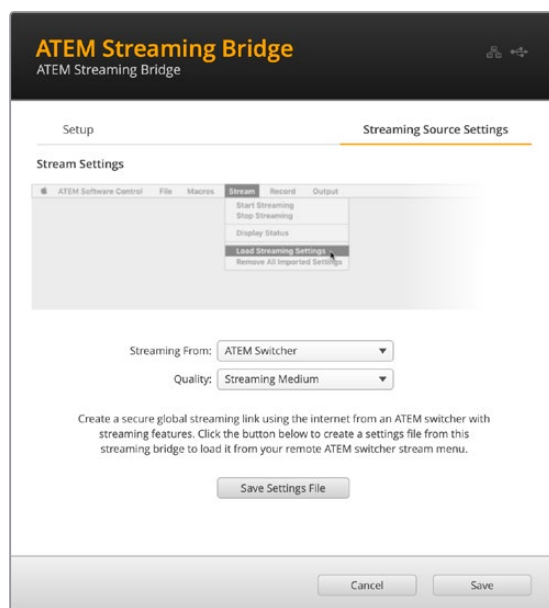 ATEM Streaming Bridge
ATEM Streaming Bridge
Setup
Streaming Source Settings
Stream Settings
ATEM Software Control File Macros Stream Record Output
Start Streaming
Stop Streaming
Display Status
Load Streaming Settings
Remove All Imported Settings
Streaming From: ATEM Switcher
Quality: Streaming Medium
Create a secure global streaming link using the internet from an ATEM switcher with
streaming features. Click the button below to create a settings file from this
streaming bridge to load it from your remote ATEM switcher stream menu.
Save Settings File
Cancel
Save